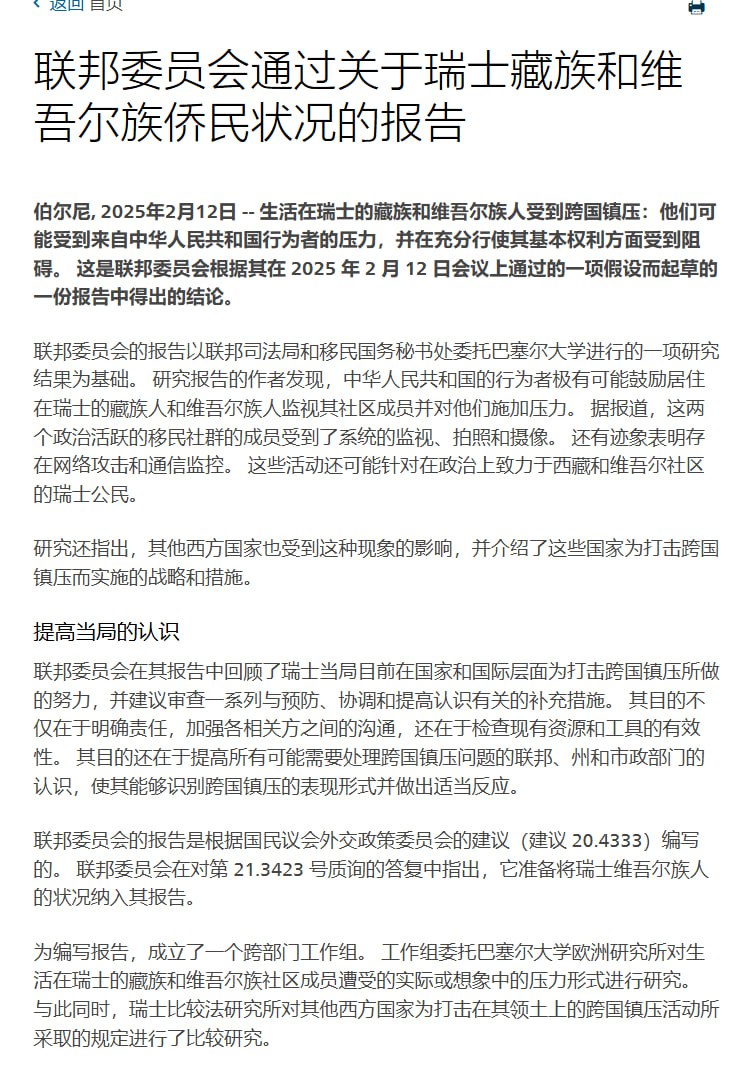 返回 首页
联邦委员会通过关于瑞士藏族和维
吾尔族侨民状况的报告
伯尔尼, 2025年2月12日 -- 生活在瑞士的藏族和维吾尔族人受到跨国镇压：他们可
能受到来自中华人民共和国行为者的压力，并在充分行使其基本权利方面受到阻
碍。 这是联邦委员会根据其在 2025 年 2 月 12 日会议上通过的一项假设而起草的
一份报告中得出的结论。
联邦委员会的报告以联邦司法局和移民国务秘书处委托巴塞尔大学进行的一项研究
结果为基础。 研究报告的作者发现，中华人民共和国的行为者极有可能鼓励居住
在瑞士的藏族人和维吾尔族人监视其社区成员并对他们施加压力。 据报道，这两
个政治活跃的移民社群的成员受到了系统的监视、拍照和摄像。 还有迹象表明存
在网络攻击和通信监控。 这些活动还可能针对在政治上致力于西藏和维吾尔社区
的瑞士公民。
研究还指出，其他西方国家也受到这种现象的影响，并介绍了这些国家为打击跨国
镇压而实施的战略和措施。
提高当局的认识
联邦委员会在其报告中回顾了瑞士当局目前在国家和国际层面为打击跨国镇压所做
的努力，并建议审查一系列与预防、协调和提高认识有关的补充措施。 其目的不
仅在于明确责任，加强各相关方之间的沟通，还在于检查现有资源和工具的有效
性。 其目的还在于提高所有可能需要处理跨国镇压问题的联邦、州和市政部门的
认识，使其能够识别跨国镇压的表现形式并做出适当反应。
联邦委员会的报告是根据国民议会外交政策委员会的建议（建议 20.4333）编写
的。 联邦委员会在对第 21.3423 号质询的答复中指出，它准备将瑞士维吾尔族人
的状况纳入其报告。
为编写报告，成立了一个跨部门工作组。 工作组委托巴塞尔大学欧洲研究所对生
活在瑞士的藏族和维吾尔族社区成员遭受的实际或想象中的压力形式进行研究。
与此同时，瑞士比较法研究所对其他西方国家为打击在其领土上的跨国镇压活动所
采取的规定进行了比较研究。